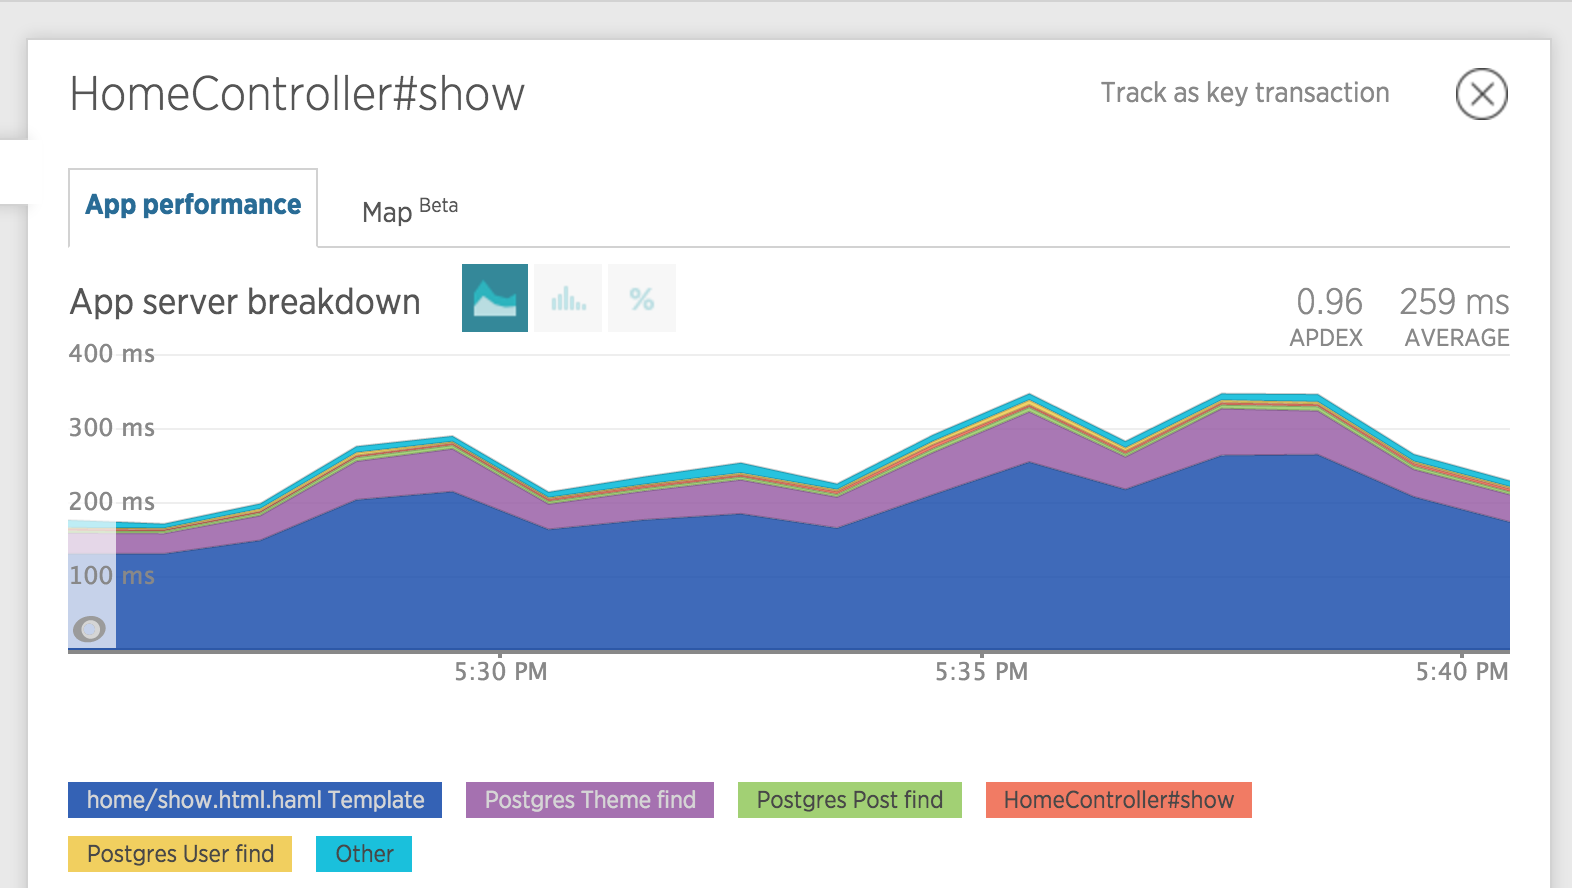 HomeController#show
Track as key transaction
App performance
Map Beta
App server breakdown
%
0.96 259 ms
APDEX AVERAGE
400 ms
300 ms
200 ms
100 ms
5:30 PM 5:35 PM 5:40 PM
home/show.html.haml Template Postgres Theme find Postgres Post find HomeController#show
Postgres User find Other